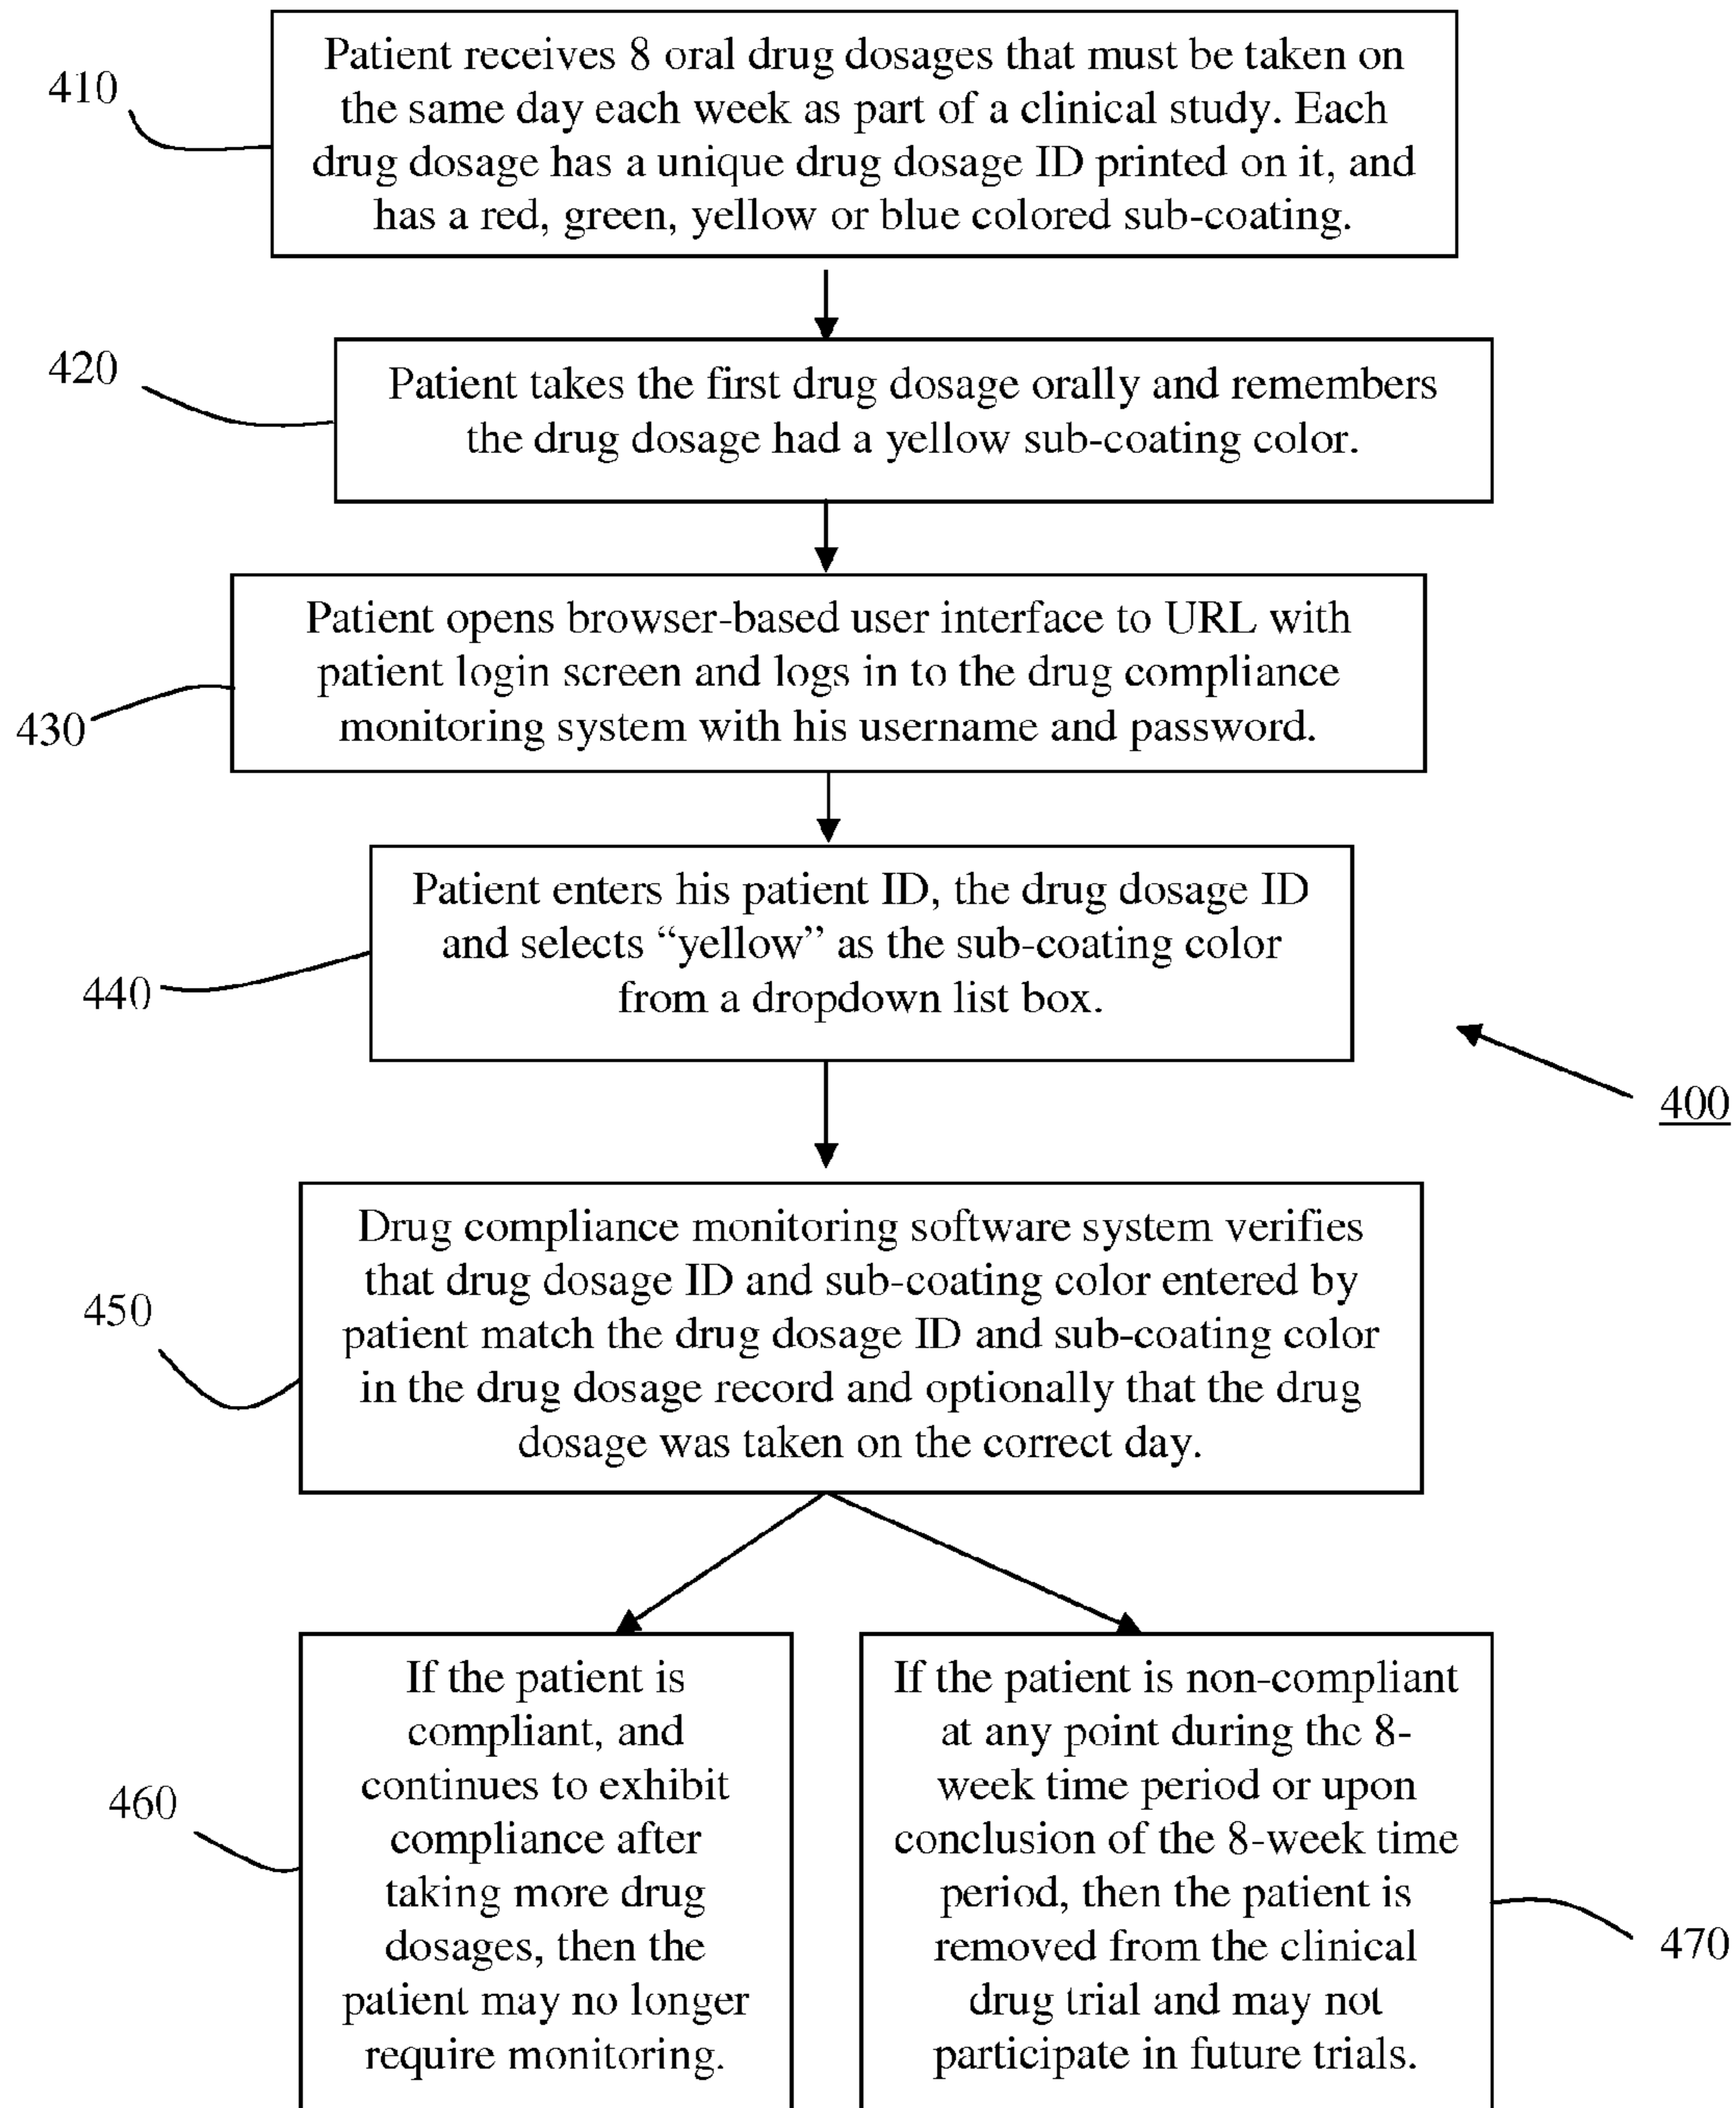 410
Patient receives 8 oral drug dosages that must be taken on
the same day each week as part of a clinical study. Each
drug dosage has a unique drug dosage ID printed on it, and
has a red, green, yellow or blue colored sub-coating.
420
Patient takes the first drug dosage orally and remembers
the drug dosage had a yellow sub-coating color.
430
Patient opens browser-based user interface to URL with
patient login screen and logs in to the drug compliance
monitoring system with his username and password.
440
Patient enters his patient ID, the drug dosage ID
and selects “yellow” as the sub-coating color
from a dropdown list box.
400
450
Drug compliance monitoring software system verifies
that drug dosage ID and sub-coating color entered by
patient match the drug dosage ID and sub-coating color
in the drug dosage record and optionally that the drug
dosage was taken on the correct day.
460
If the patient is
compliant, and
continues to exhibit
compliance after
taking more drug
dosages, then the
patient may no longer
require monitoring.
If the patient is non-compliant
at any point during the 8-
week time period or upon
conclusion of the 8-week time
period, then the patient is
removed from the clinical
drug trial and may not
participate in future trials.
470